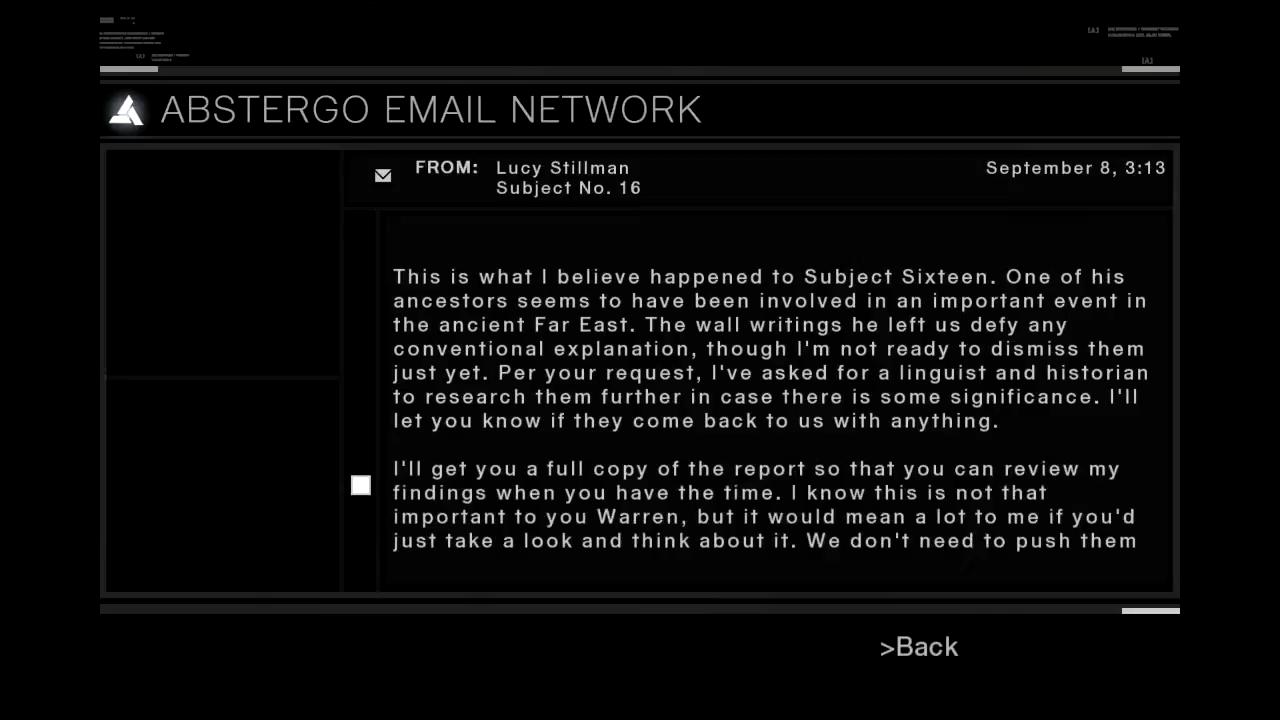 ABSTERGO EMAIL NETWORK
FROM: Lucy Stillman September 8, 3:13
Subject No. 16
This is what I believe happened to Subject Sixteen. One of his
ancestors seems to have been involved in an important event in
the ancient Far East. The wall writings he left us defy any
conventional explanation, though I'm not ready to dismiss them
just yet. Per your request, I've asked for a linguist and historian
to research them further in case there is some significance. I'll
let you know if they come back to us with anything.
I'll get you a full copy of the report so that you can review my
findings when you have the time. I know this is not that
important to you Warren, but it would mean a lot to me if you'd
just take a look and think about it. We don't need to push them
>Back